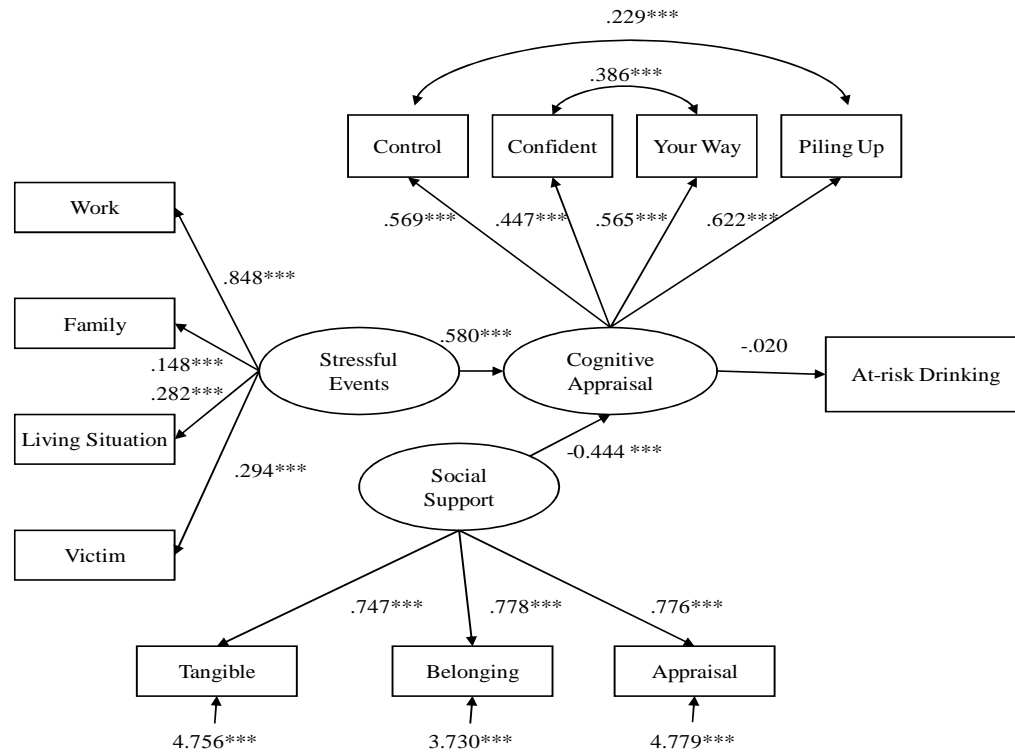 .229***
.386***
Control
Confident
Your Way
Piling Up
Work
.569***
.447***
.565***
.622***
.848***
Family
.148***
.282***
Stressful
Events
.580***
Cognitive
Appraisal
-.020
At-risk Drinking
Living Situation
-0.444 ***
.294***
Social
Support
Victim
.747***
.778***
.776***
Tangible
Belonging
Appraisal
4.756***
3.730***
4.779***